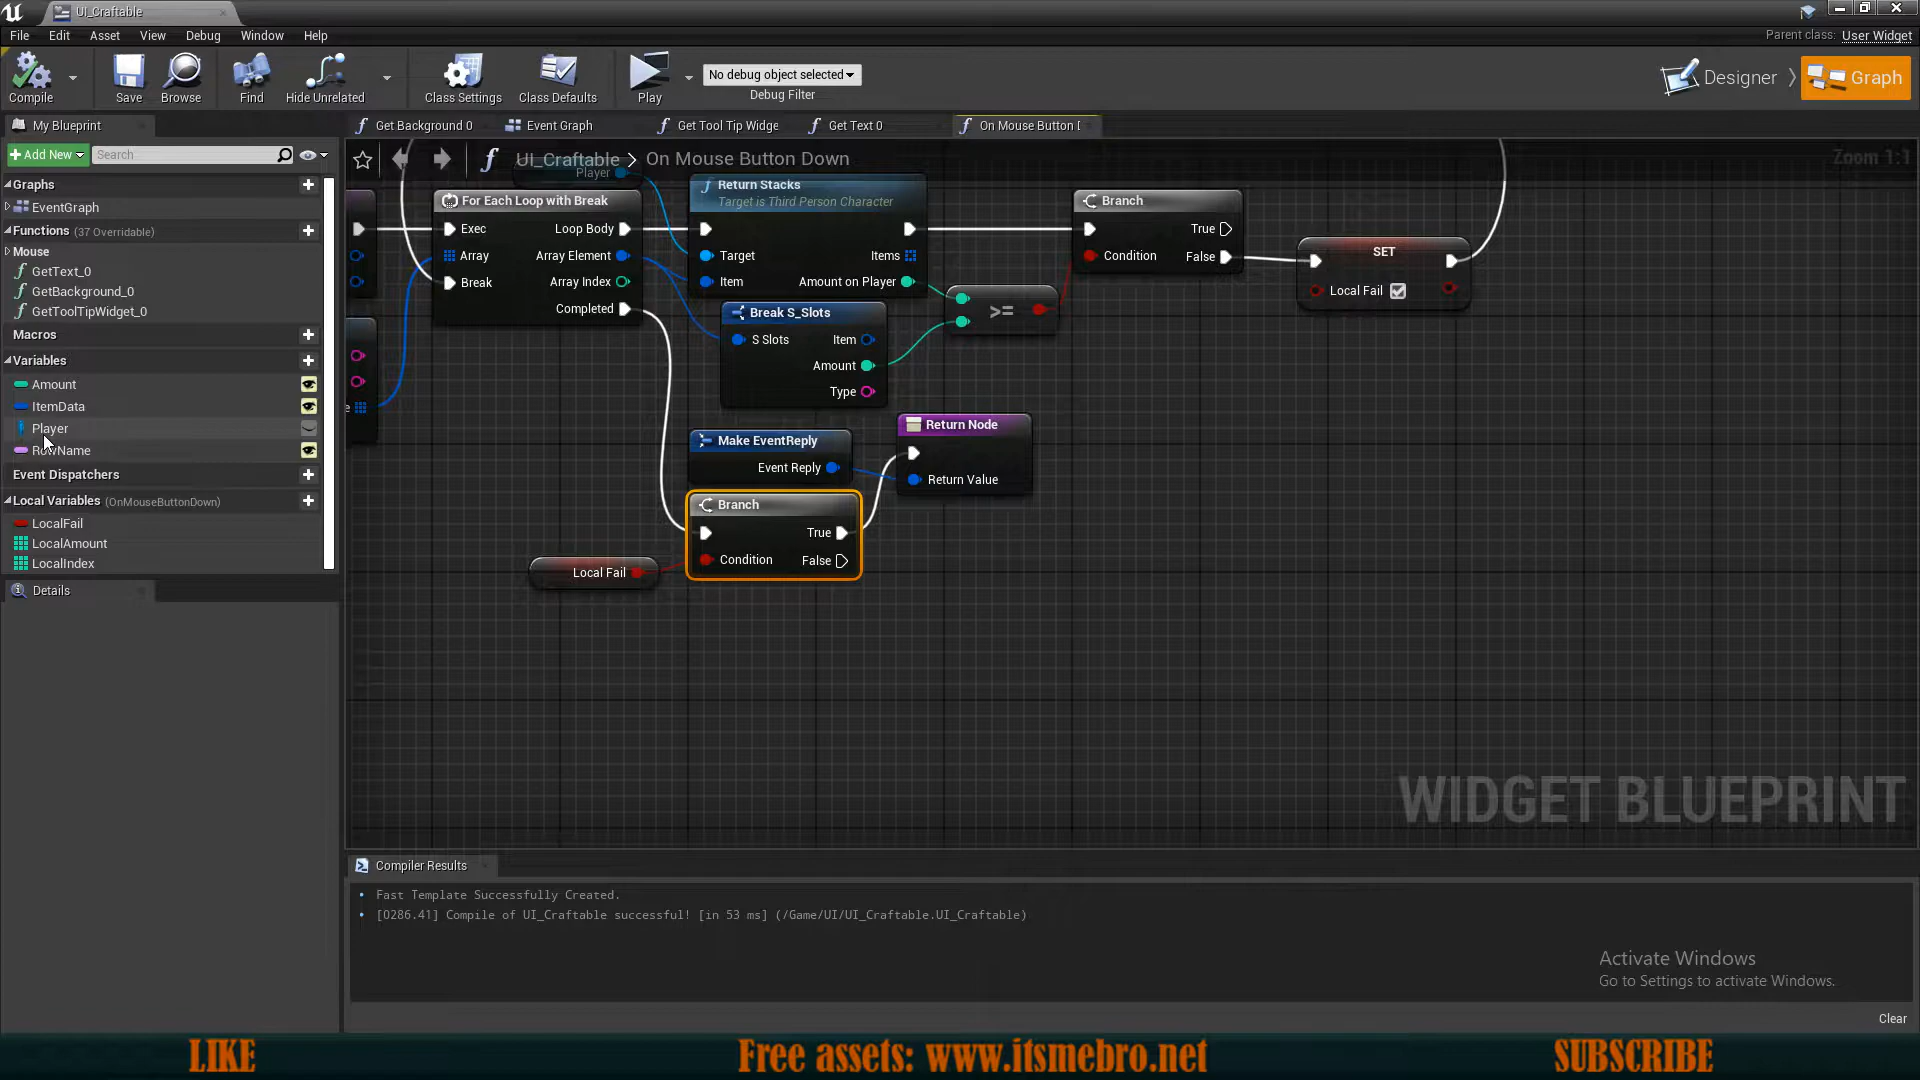 UI_Craftable
File Edit Asset View Debug Window Help
Parent class: User Widget
Compile Save Browse Find Hide Unrelated Class Settings Class Defaults Play
No debug object selected
Debug Filter
Designer Graph
My Blueprint
Get Background 0 Event Graph Get Tool Tip Widge Get Text 0 On Mouse Button D
Add New Search
UI_Craftable > On Mouse Button Down
Zoom 1:1
Graphs
EventGraph
Functions (37 Overridable)
Mouse
GetText_0
GetBackground_0
GetToolTipWidget_0
Macros
Variables
Amount
ItemData
Player
RowName
Event Dispatchers
Local Variables (OnMouseButtonDown)
LocalFail
LocalAmount
LocalIndex
Details
Player
For Each Loop with Break
Exec Loop Body
Array Array Element
Break Array Index
Completed
Return Stacks
Target is Third Person Character
Target Items
Item Amount on Player
Break S_Slots
S Slots Item
Amount
Type
>=
Branch
True
Condition False
SET
Local Fail
Make EventReply
Event Reply
Return Node
Return Value
Branch
True
Condition False
Local Fail
WIDGET BLUEPRINT
Compiler Results
Fast Template Successfully Created.
[0286.41] Compile of UI_Craftable successful! [in 53 ms] (/Game/UI/UI_Craftable.UI_Craftable)
Activate Windows
Go to Settings to activate Windows.
Clear
LIKE
Free assets: www.itsmebro.net
SUBSCRIBE